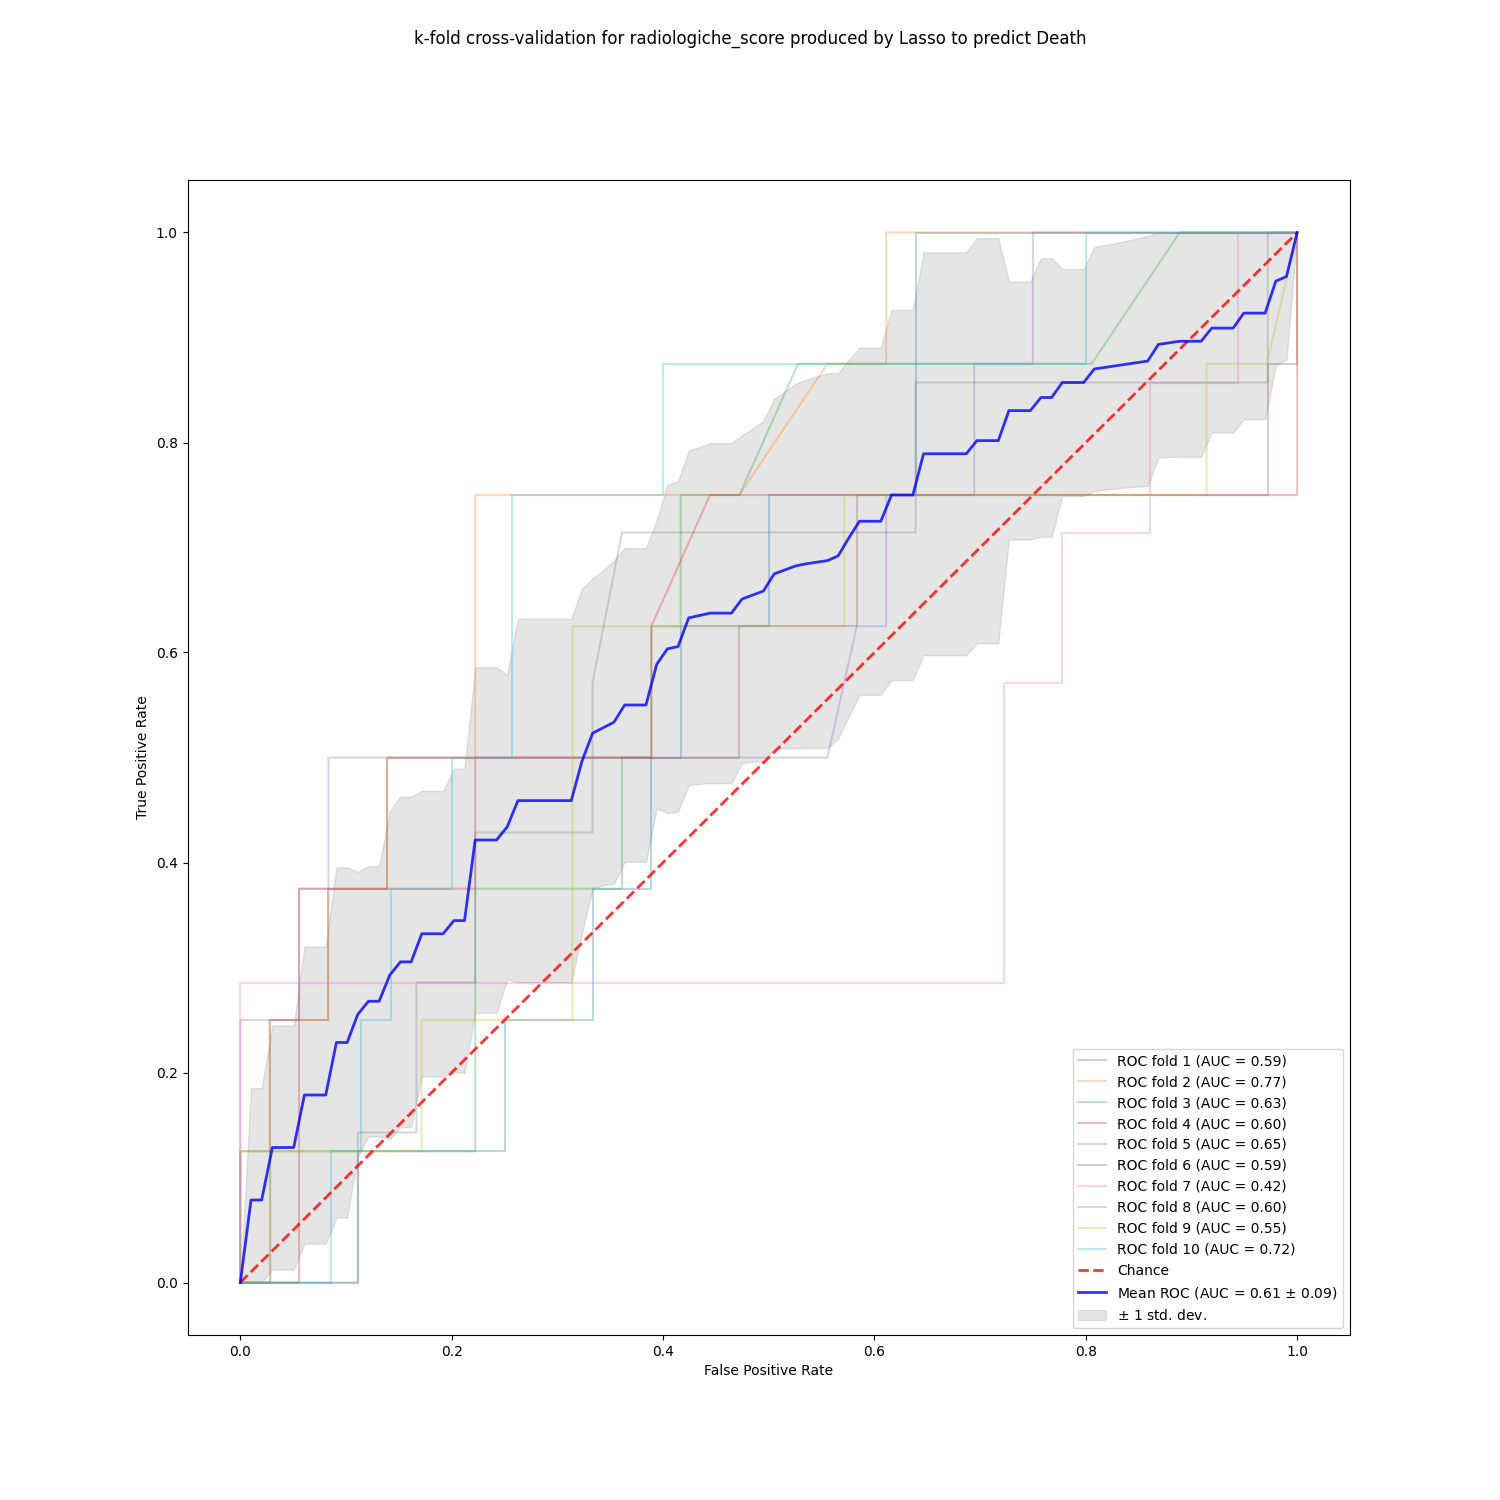 k-fold cross-validation for radiologiche_score produced by Lasso to predict Death
1.0
0.8
0.6
0.4
0.2
0.0
True Positive Rate
0.0 0.2 0.4 0.6 0.8 1.0
False Positive Rate
ROC fold 1 (AUC = 0.59)
ROC fold 2 (AUC = 0.77)
ROC fold 3 (AUC = 0.63)
ROC fold 4 (AUC = 0.60)
ROC fold 5 (AUC = 0.65)
ROC fold 6 (AUC = 0.59)
ROC fold 7 (AUC = 0.42)
ROC fold 8 (AUC = 0.60)
ROC fold 9 (AUC = 0.55)
ROC fold 10 (AUC = 0.72)
Chance
Mean ROC (AUC = 0.61 ± 0.09)
± 1 std. dev.